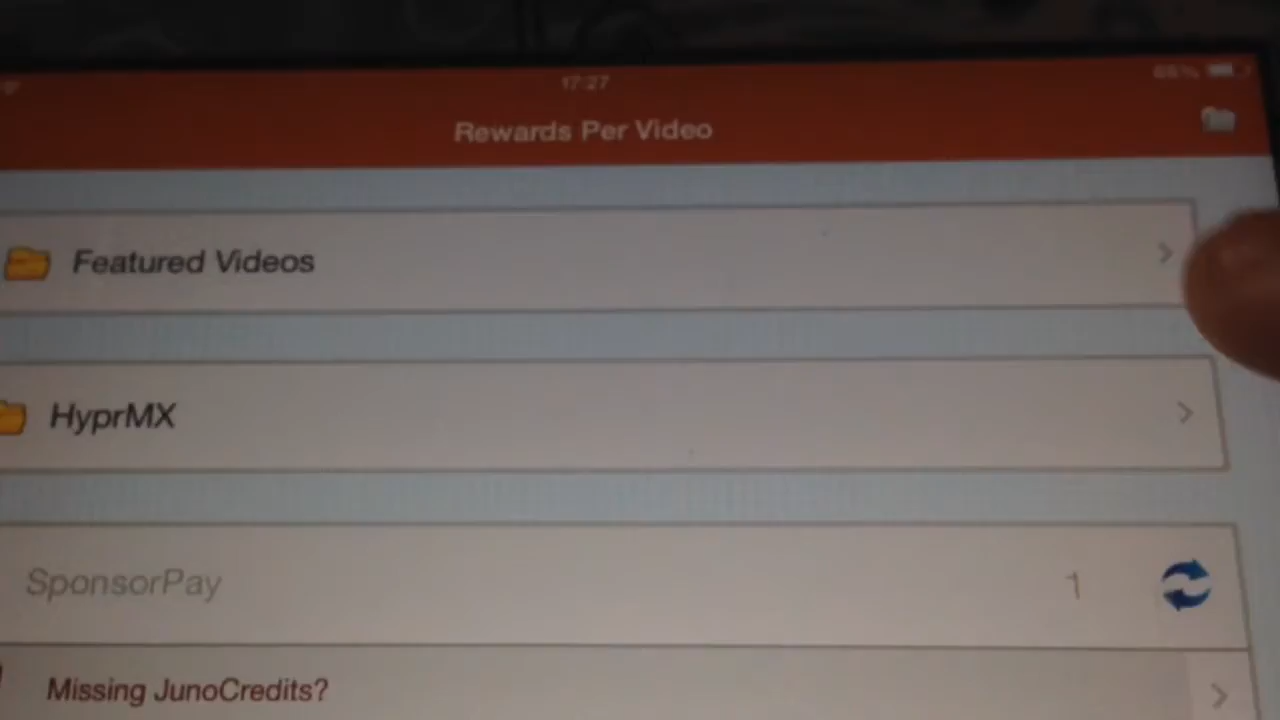 17:27
Rewards Per Video
Featured Videos
HyprMX
SponsorPay
1
Missing JunoCredits?